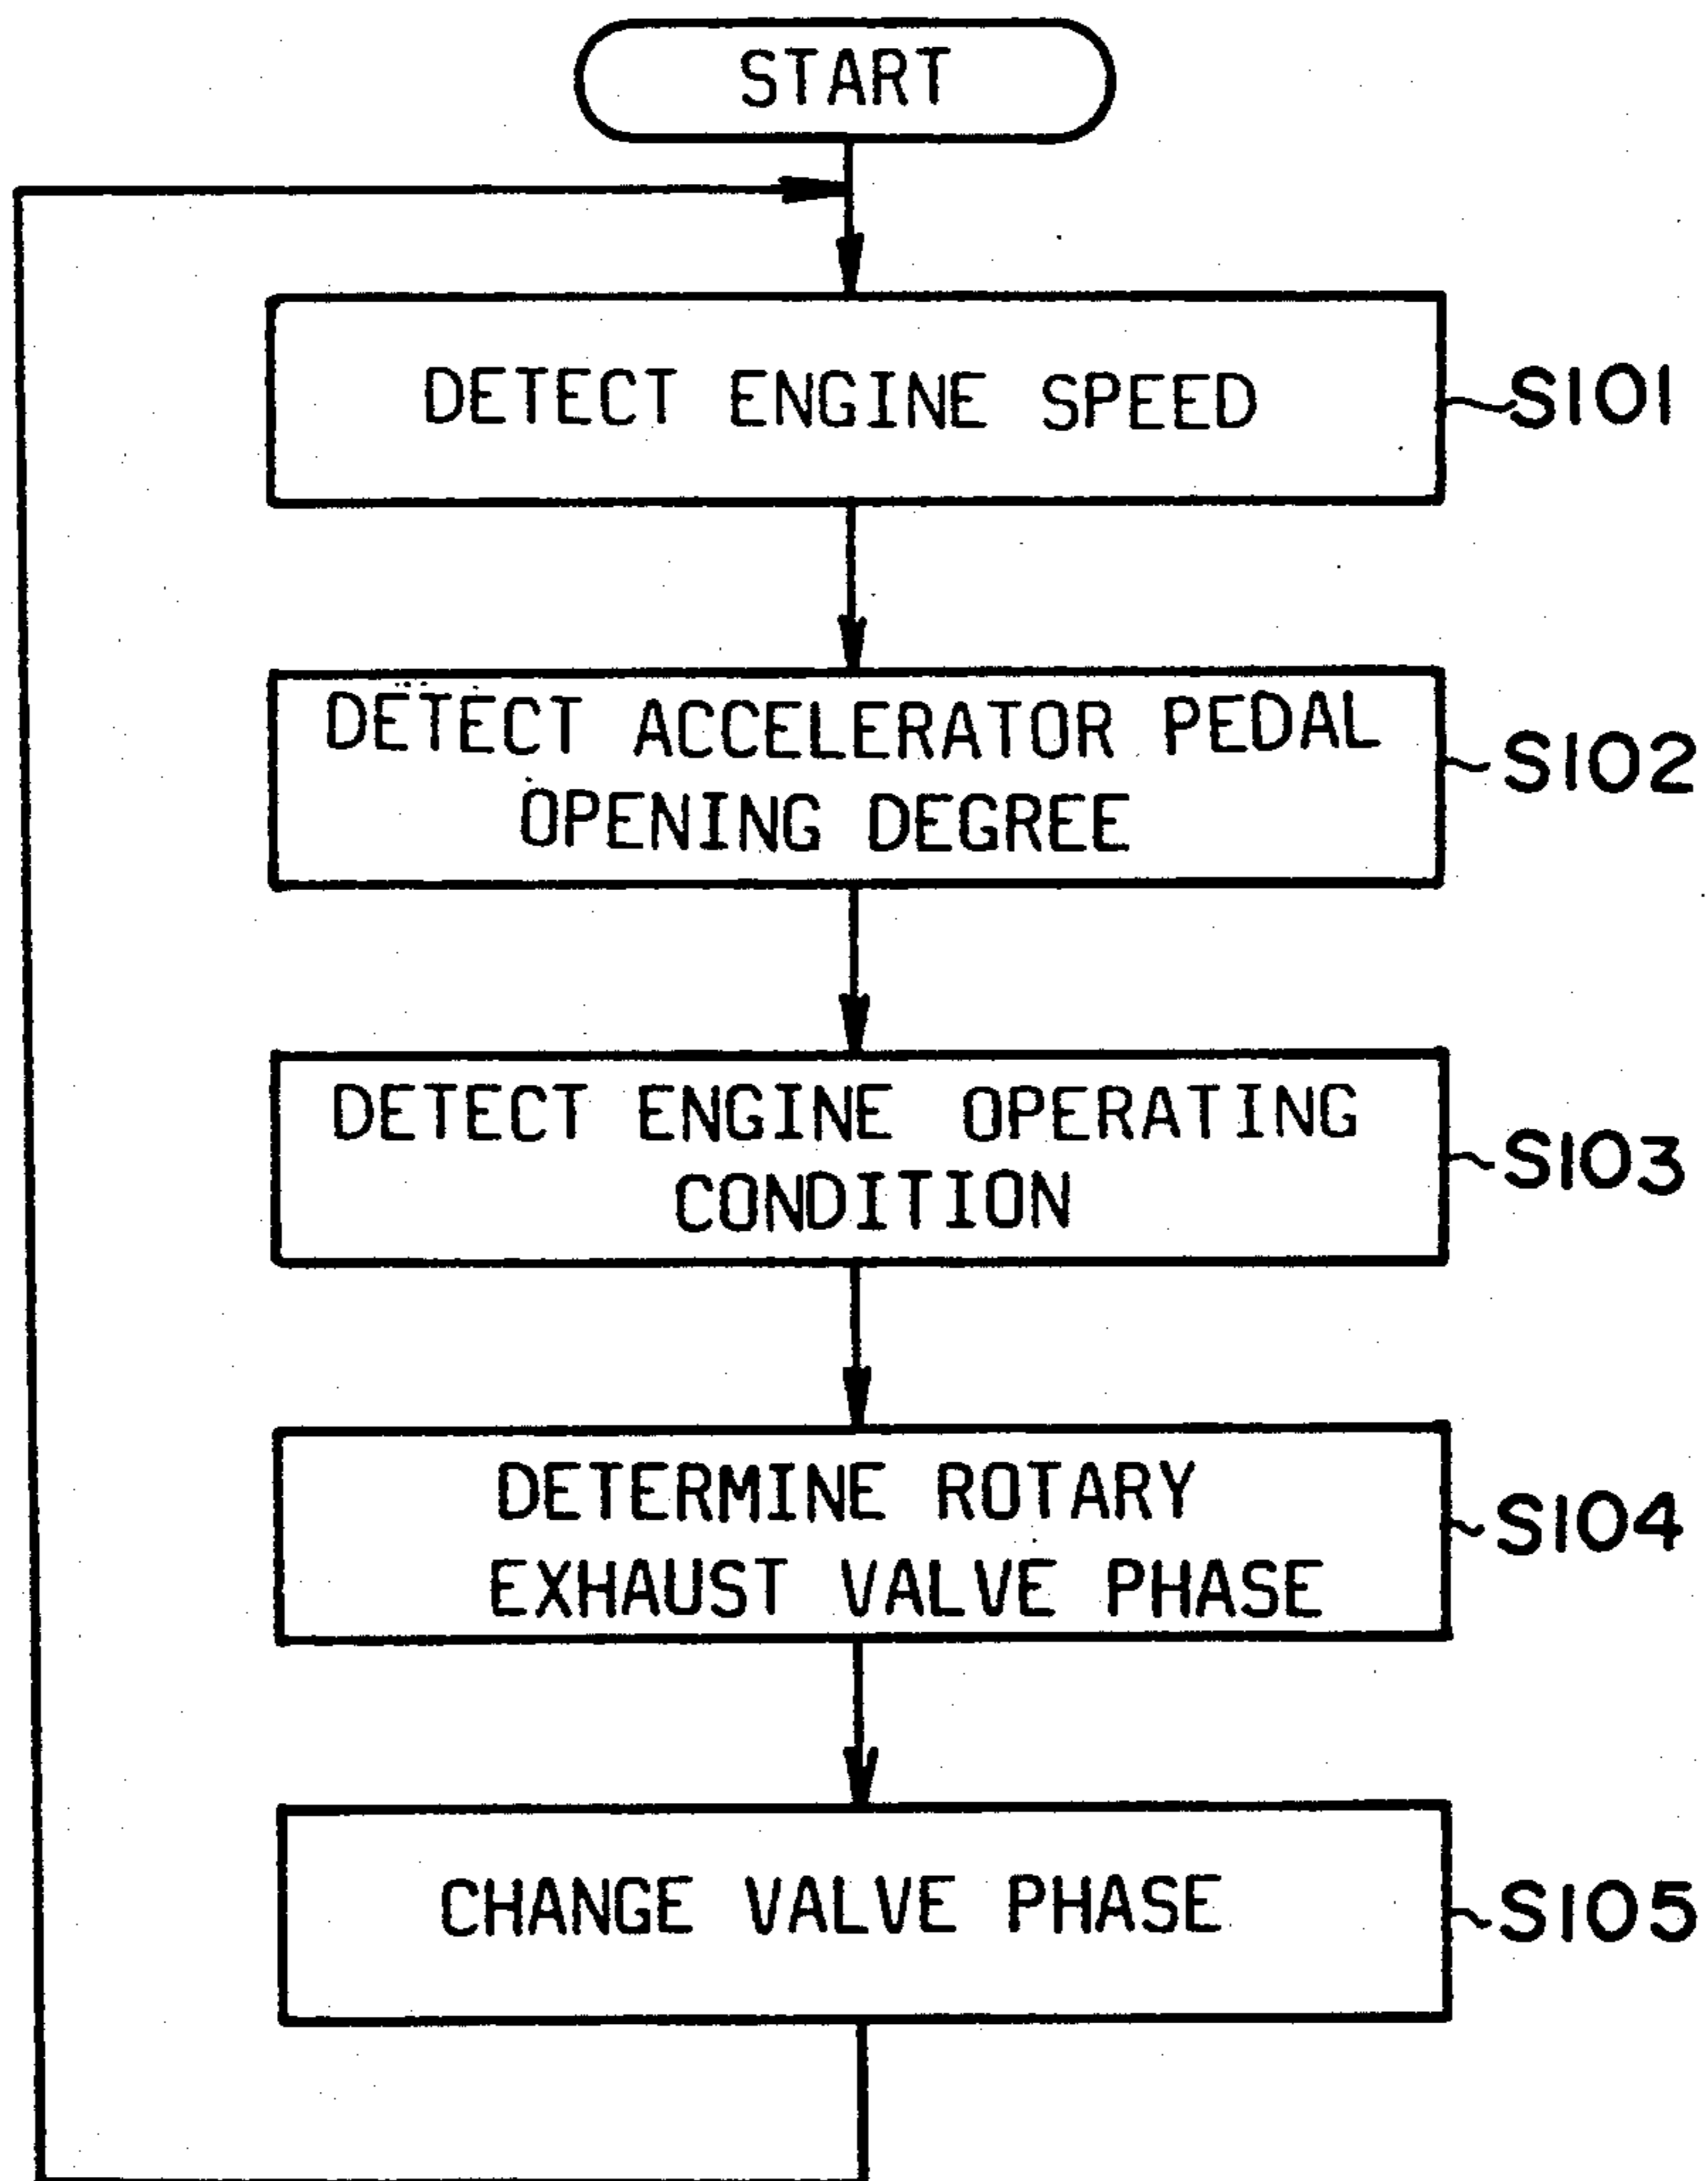 START
DETECT ENGINE SPEED
S101
DETECT ACCELERATOR PEDAL
OPENING DEGREE
S102
DETECT ENGINE OPERATING
CONDITION
S103
DETERMINE ROTARY
EXHAUST VALVE PHASE
S104
CHANGE VALVE PHASE
S105